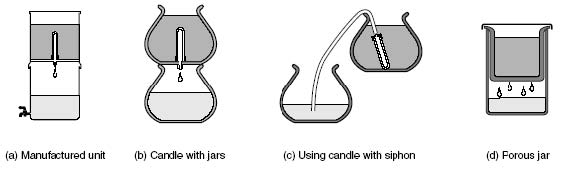 (a) Manufactured unit (b) Candle with jars (c) Using candle with siphon (d) Porous jar